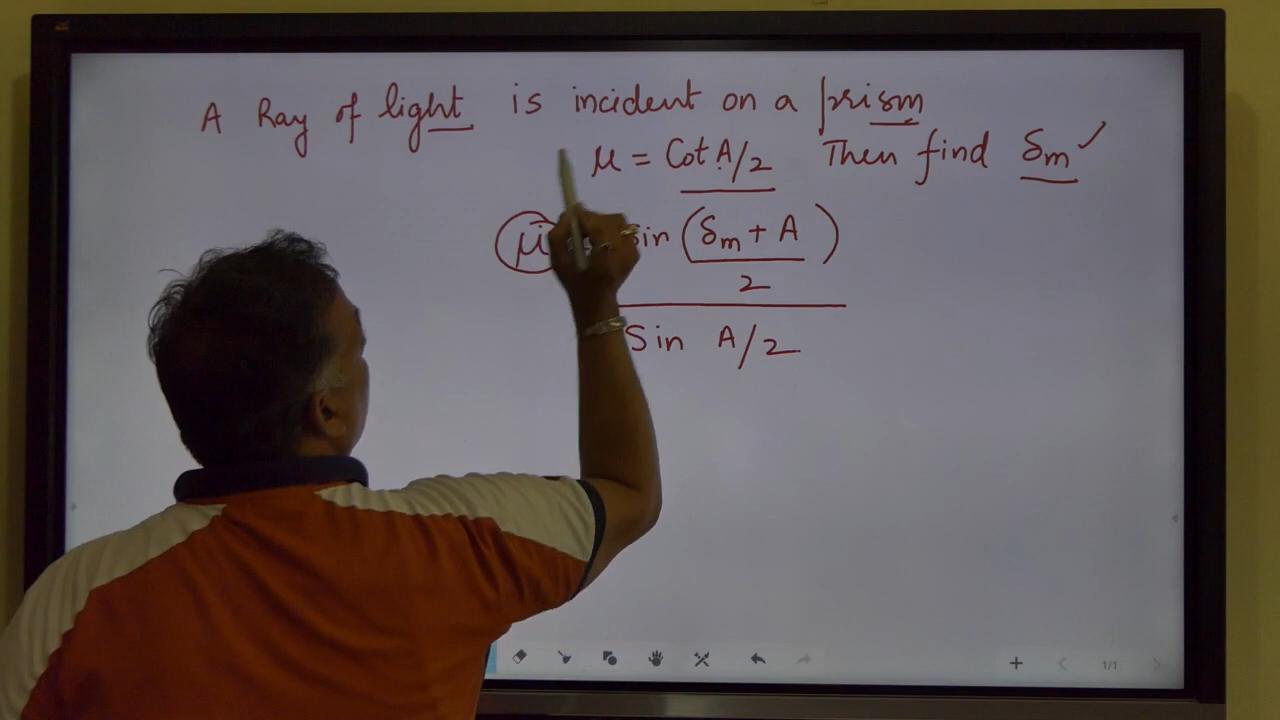 A Ray of light is incident on a prism
μ = Cot A/2 Then find δm ✓
μ sin (δm + A
2)
Sin A/2
1/1